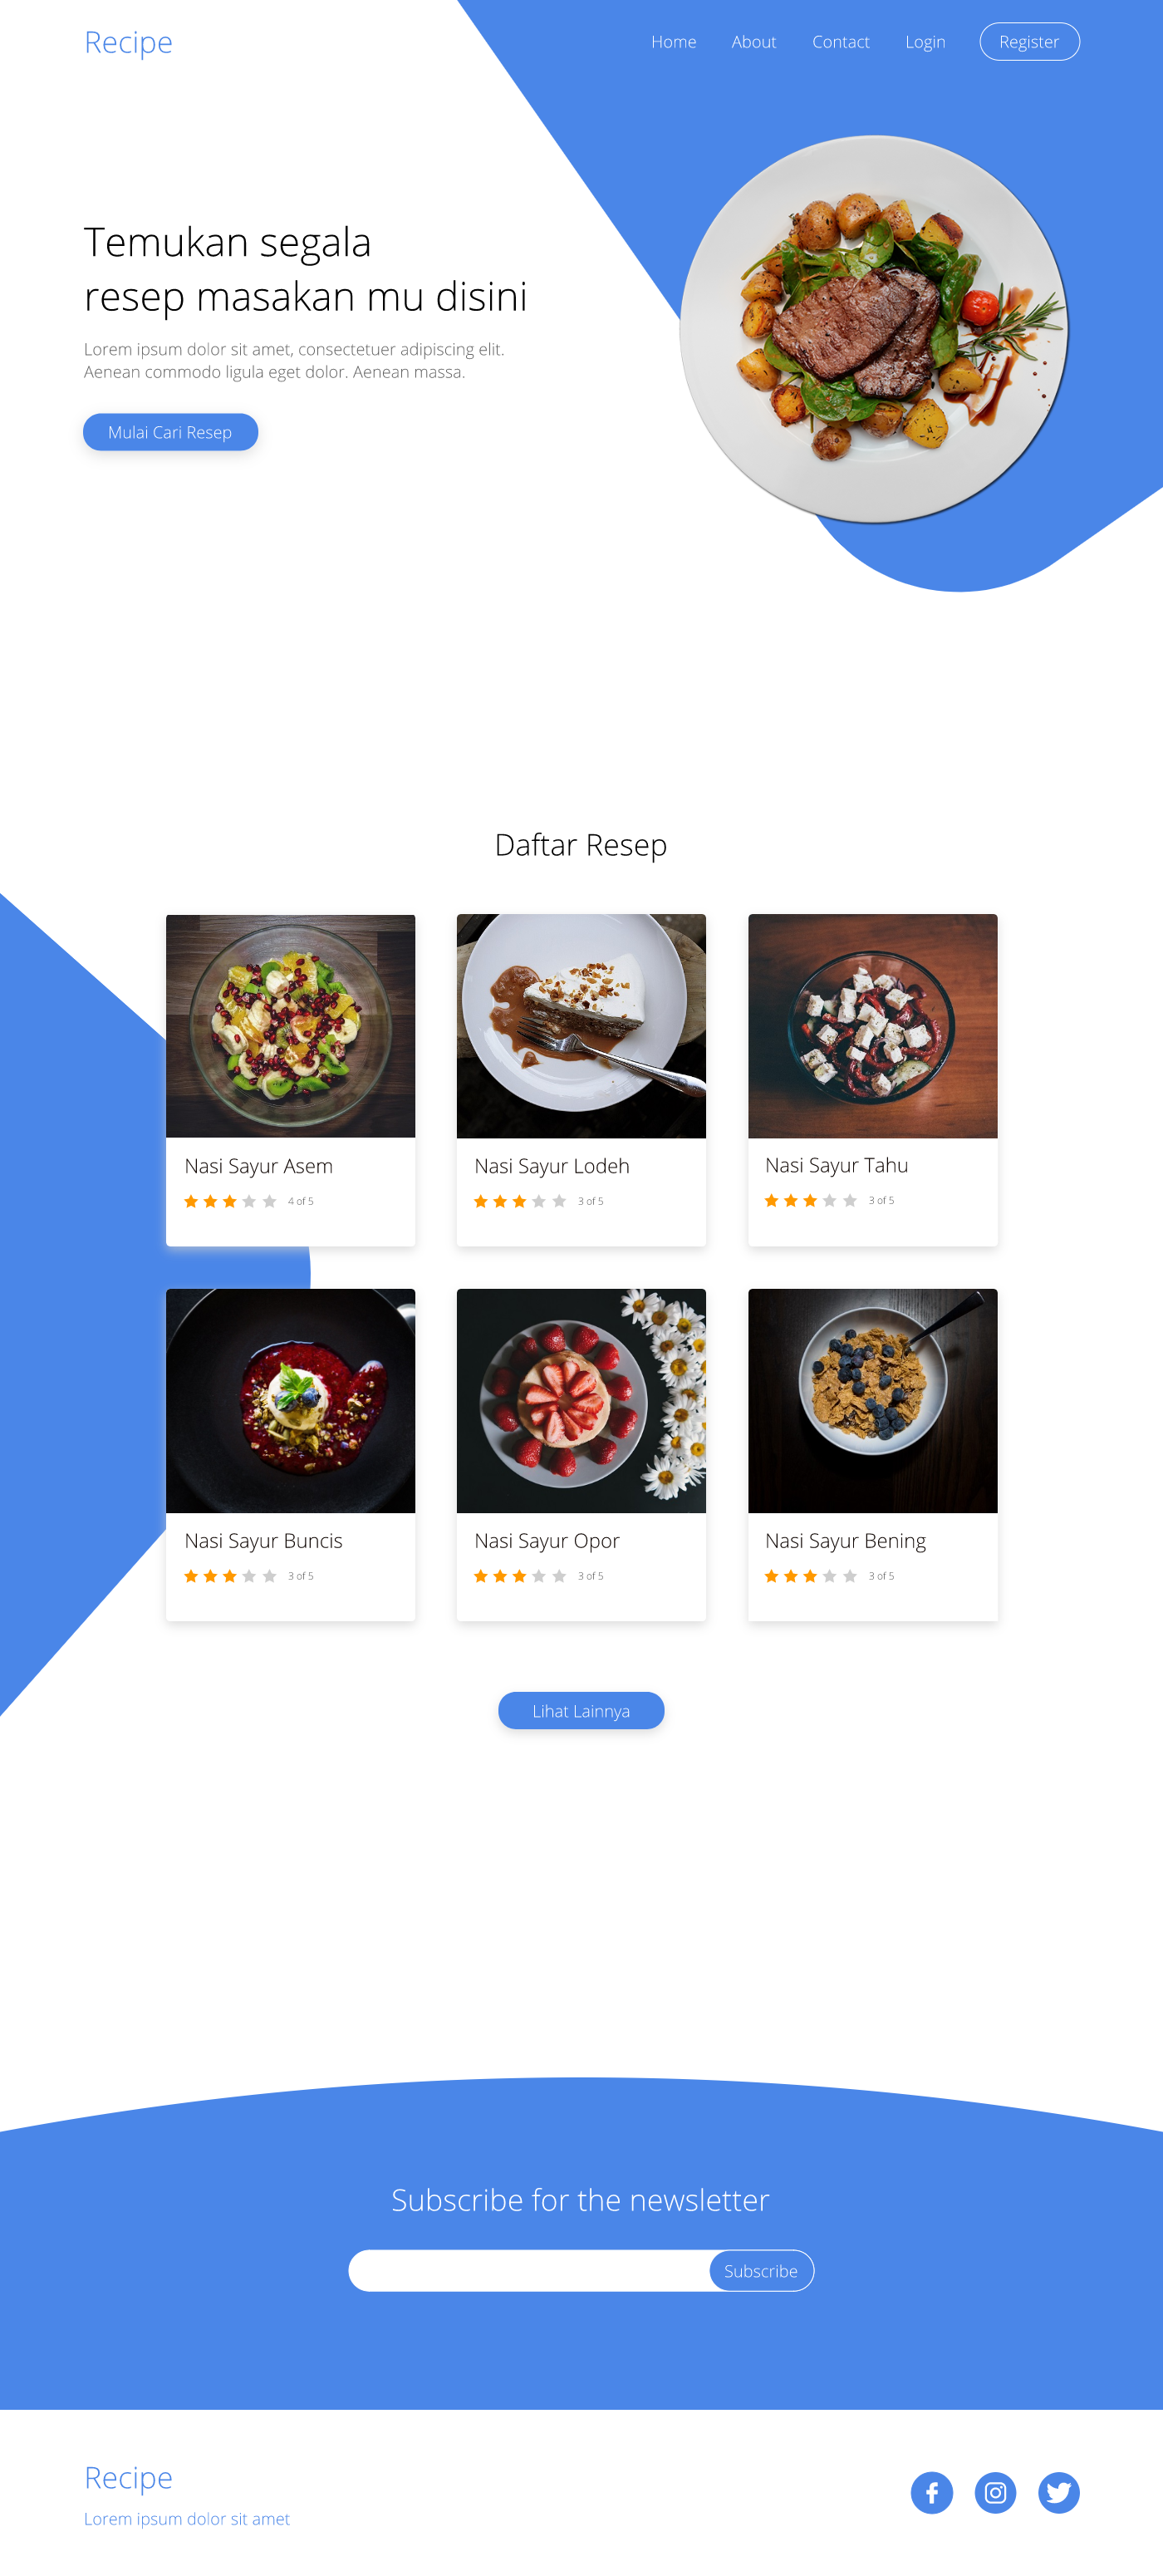 Recipe
Home About Contact Login Register
Temukan segala
resep masakan mu disini
Lorem ipsum dolor sit amet, consectetuer adipiscing elit.
Aenean commodo ligula eget dolor. Aenean massa.
Mulai Cari Resep
Daftar Resep
Nasi Sayur Asem
4 of 5
Nasi Sayur Lodeh
3 of 5
Nasi Sayur Tahu
3 of 5
Nasi Sayur Buncis
3 of 5
Nasi Sayur Opor
3 of 5
Nasi Sayur Bening
3 of 5
Lihat Lainnya
Subscribe for the newsletter
Subscribe
Recipe
Lorem ipsum dolor sit amet